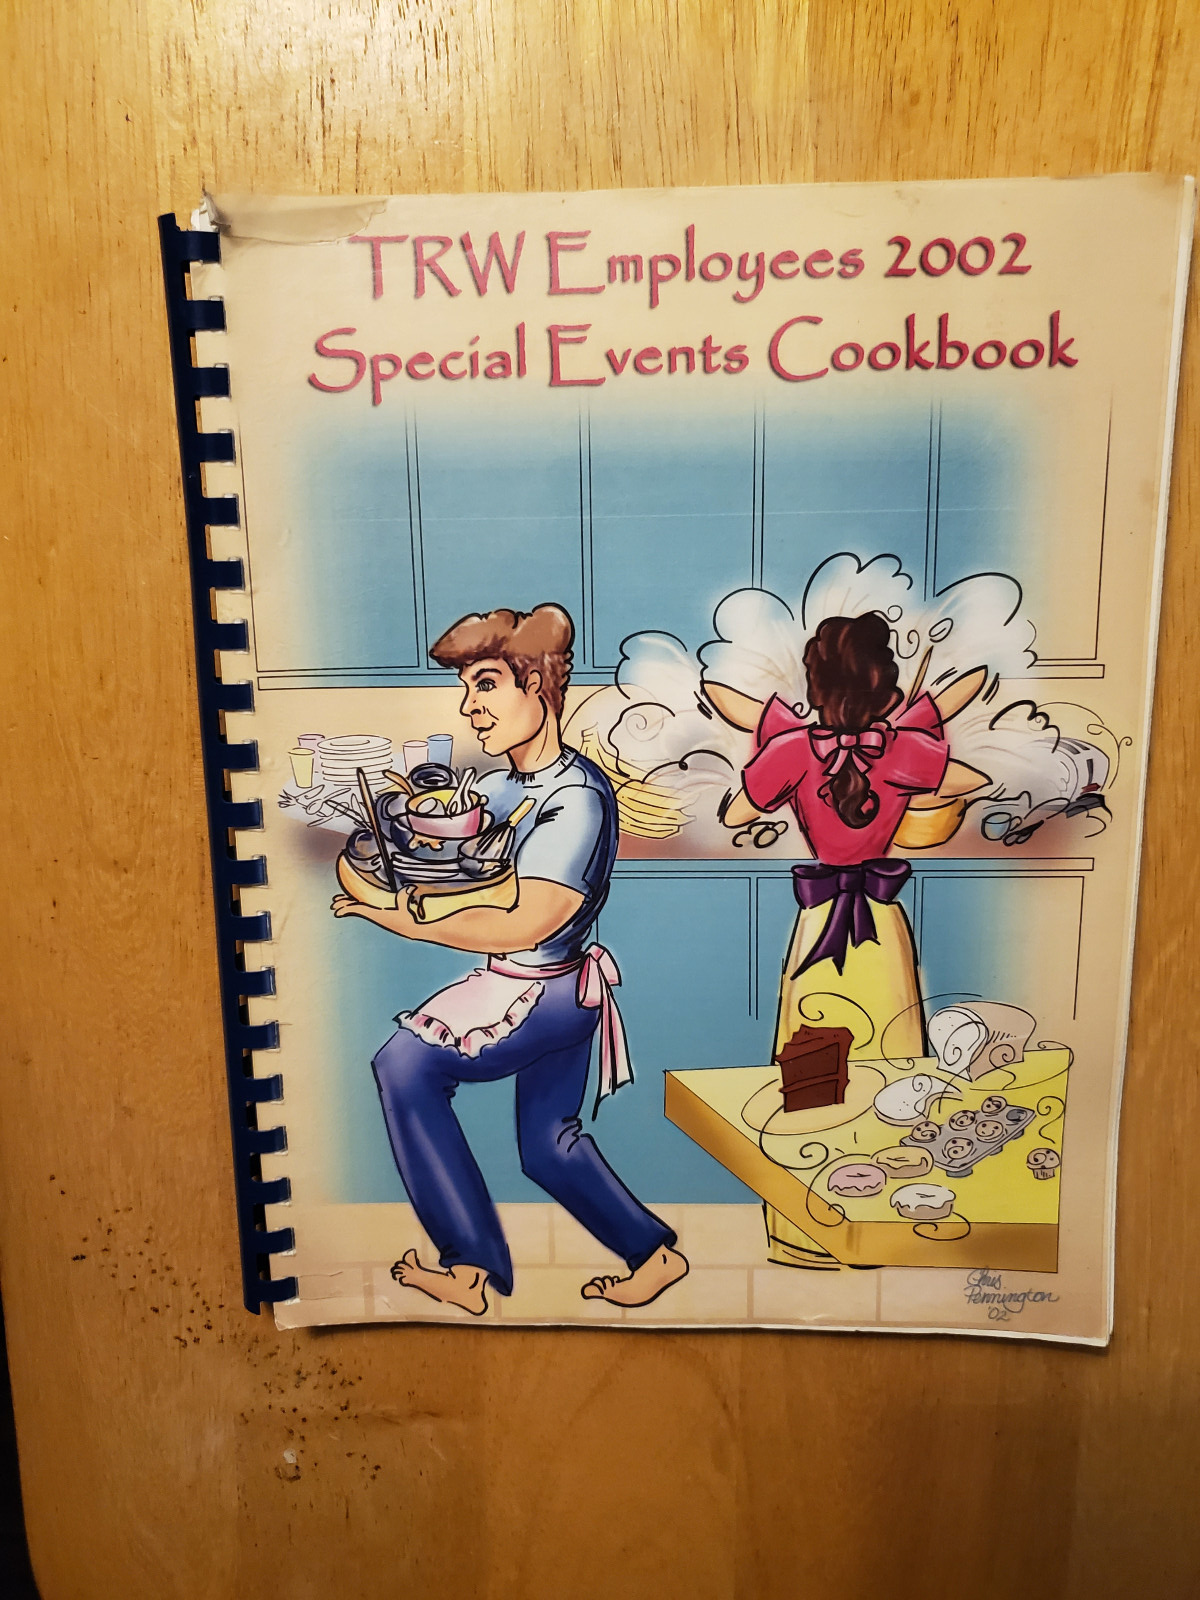 TRW Employees 2002
Special Events Cookbook
Chris
Pennington
'02